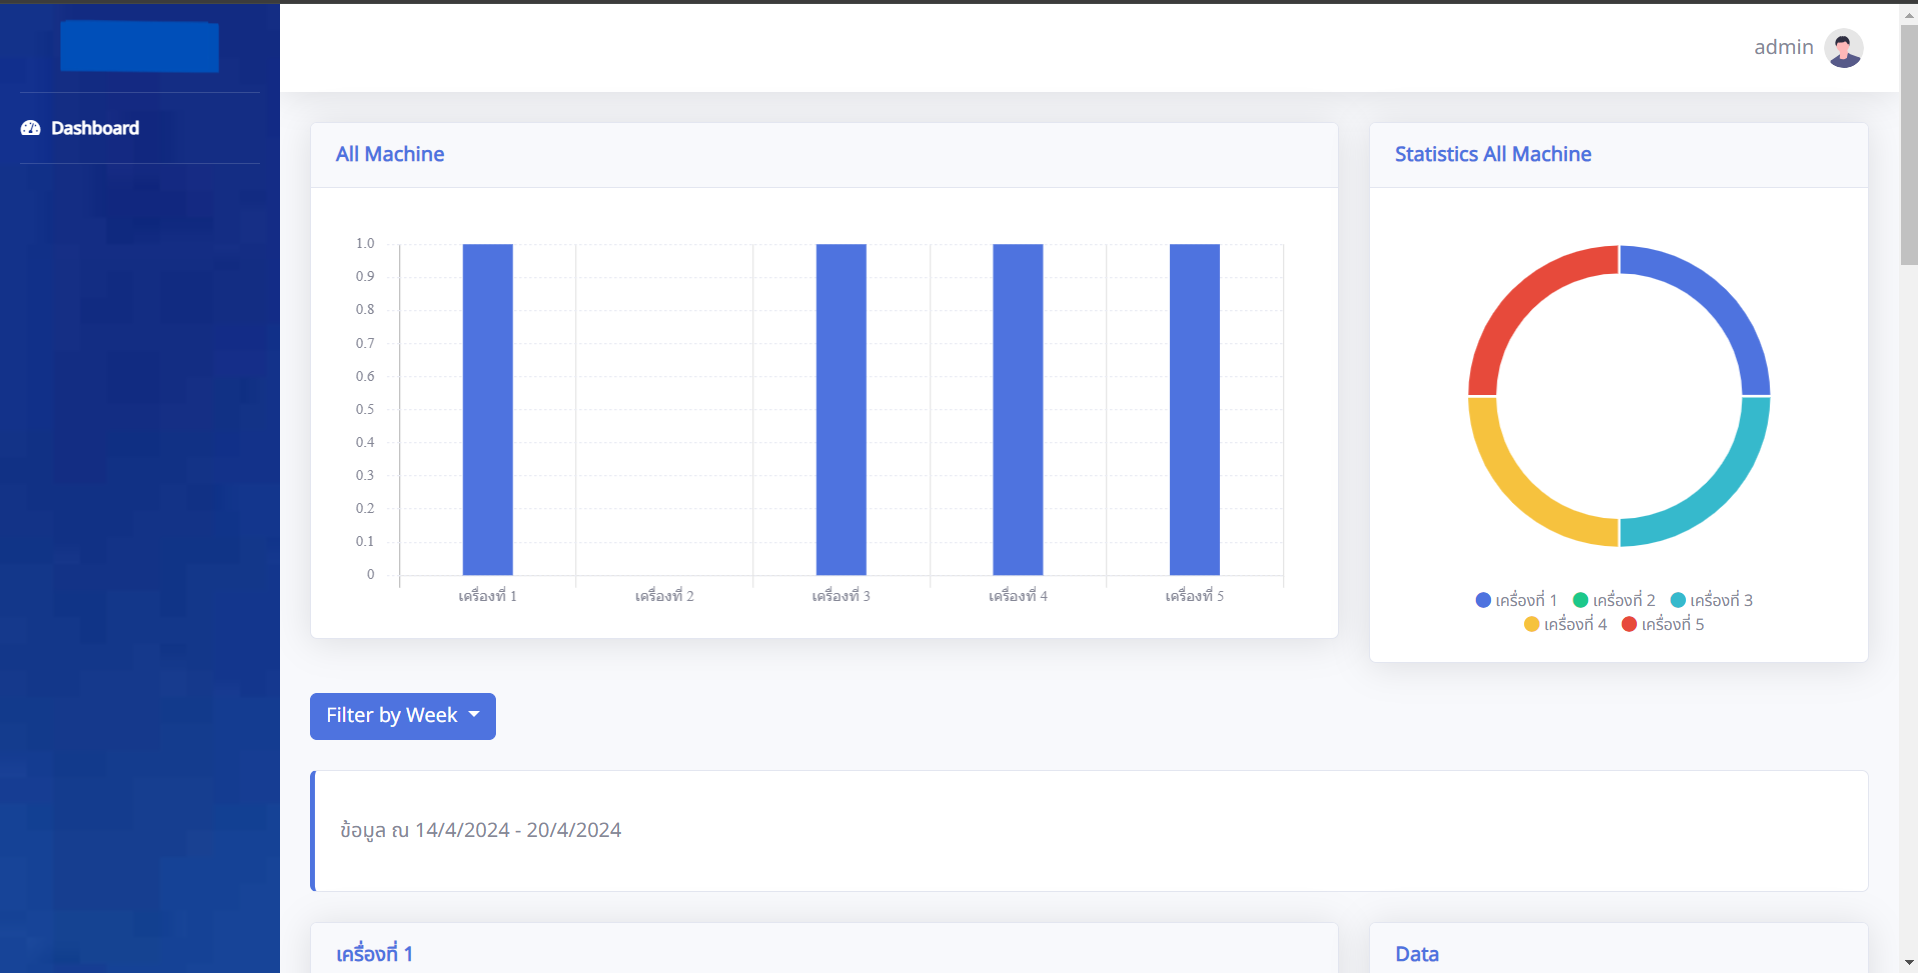 admin
Dashboard
All Machine
1.0
0.9
0.8
0.7
0.6
0.5
0.4
0.3
0.2
0.1
0
เครื่องที่ 1 เครื่องที่ 2 เครื่องที่ 3 เครื่องที่ 4 เครื่องที่ 5
Statistics All Machine
เครื่องที่ 1 เครื่องที่ 2 เครื่องที่ 3
เครื่องที่ 4 เครื่องที่ 5
Filter by Week
ข้อมูล ณ 14/4/2024 - 20/4/2024
เครื่องที่ 1
Data